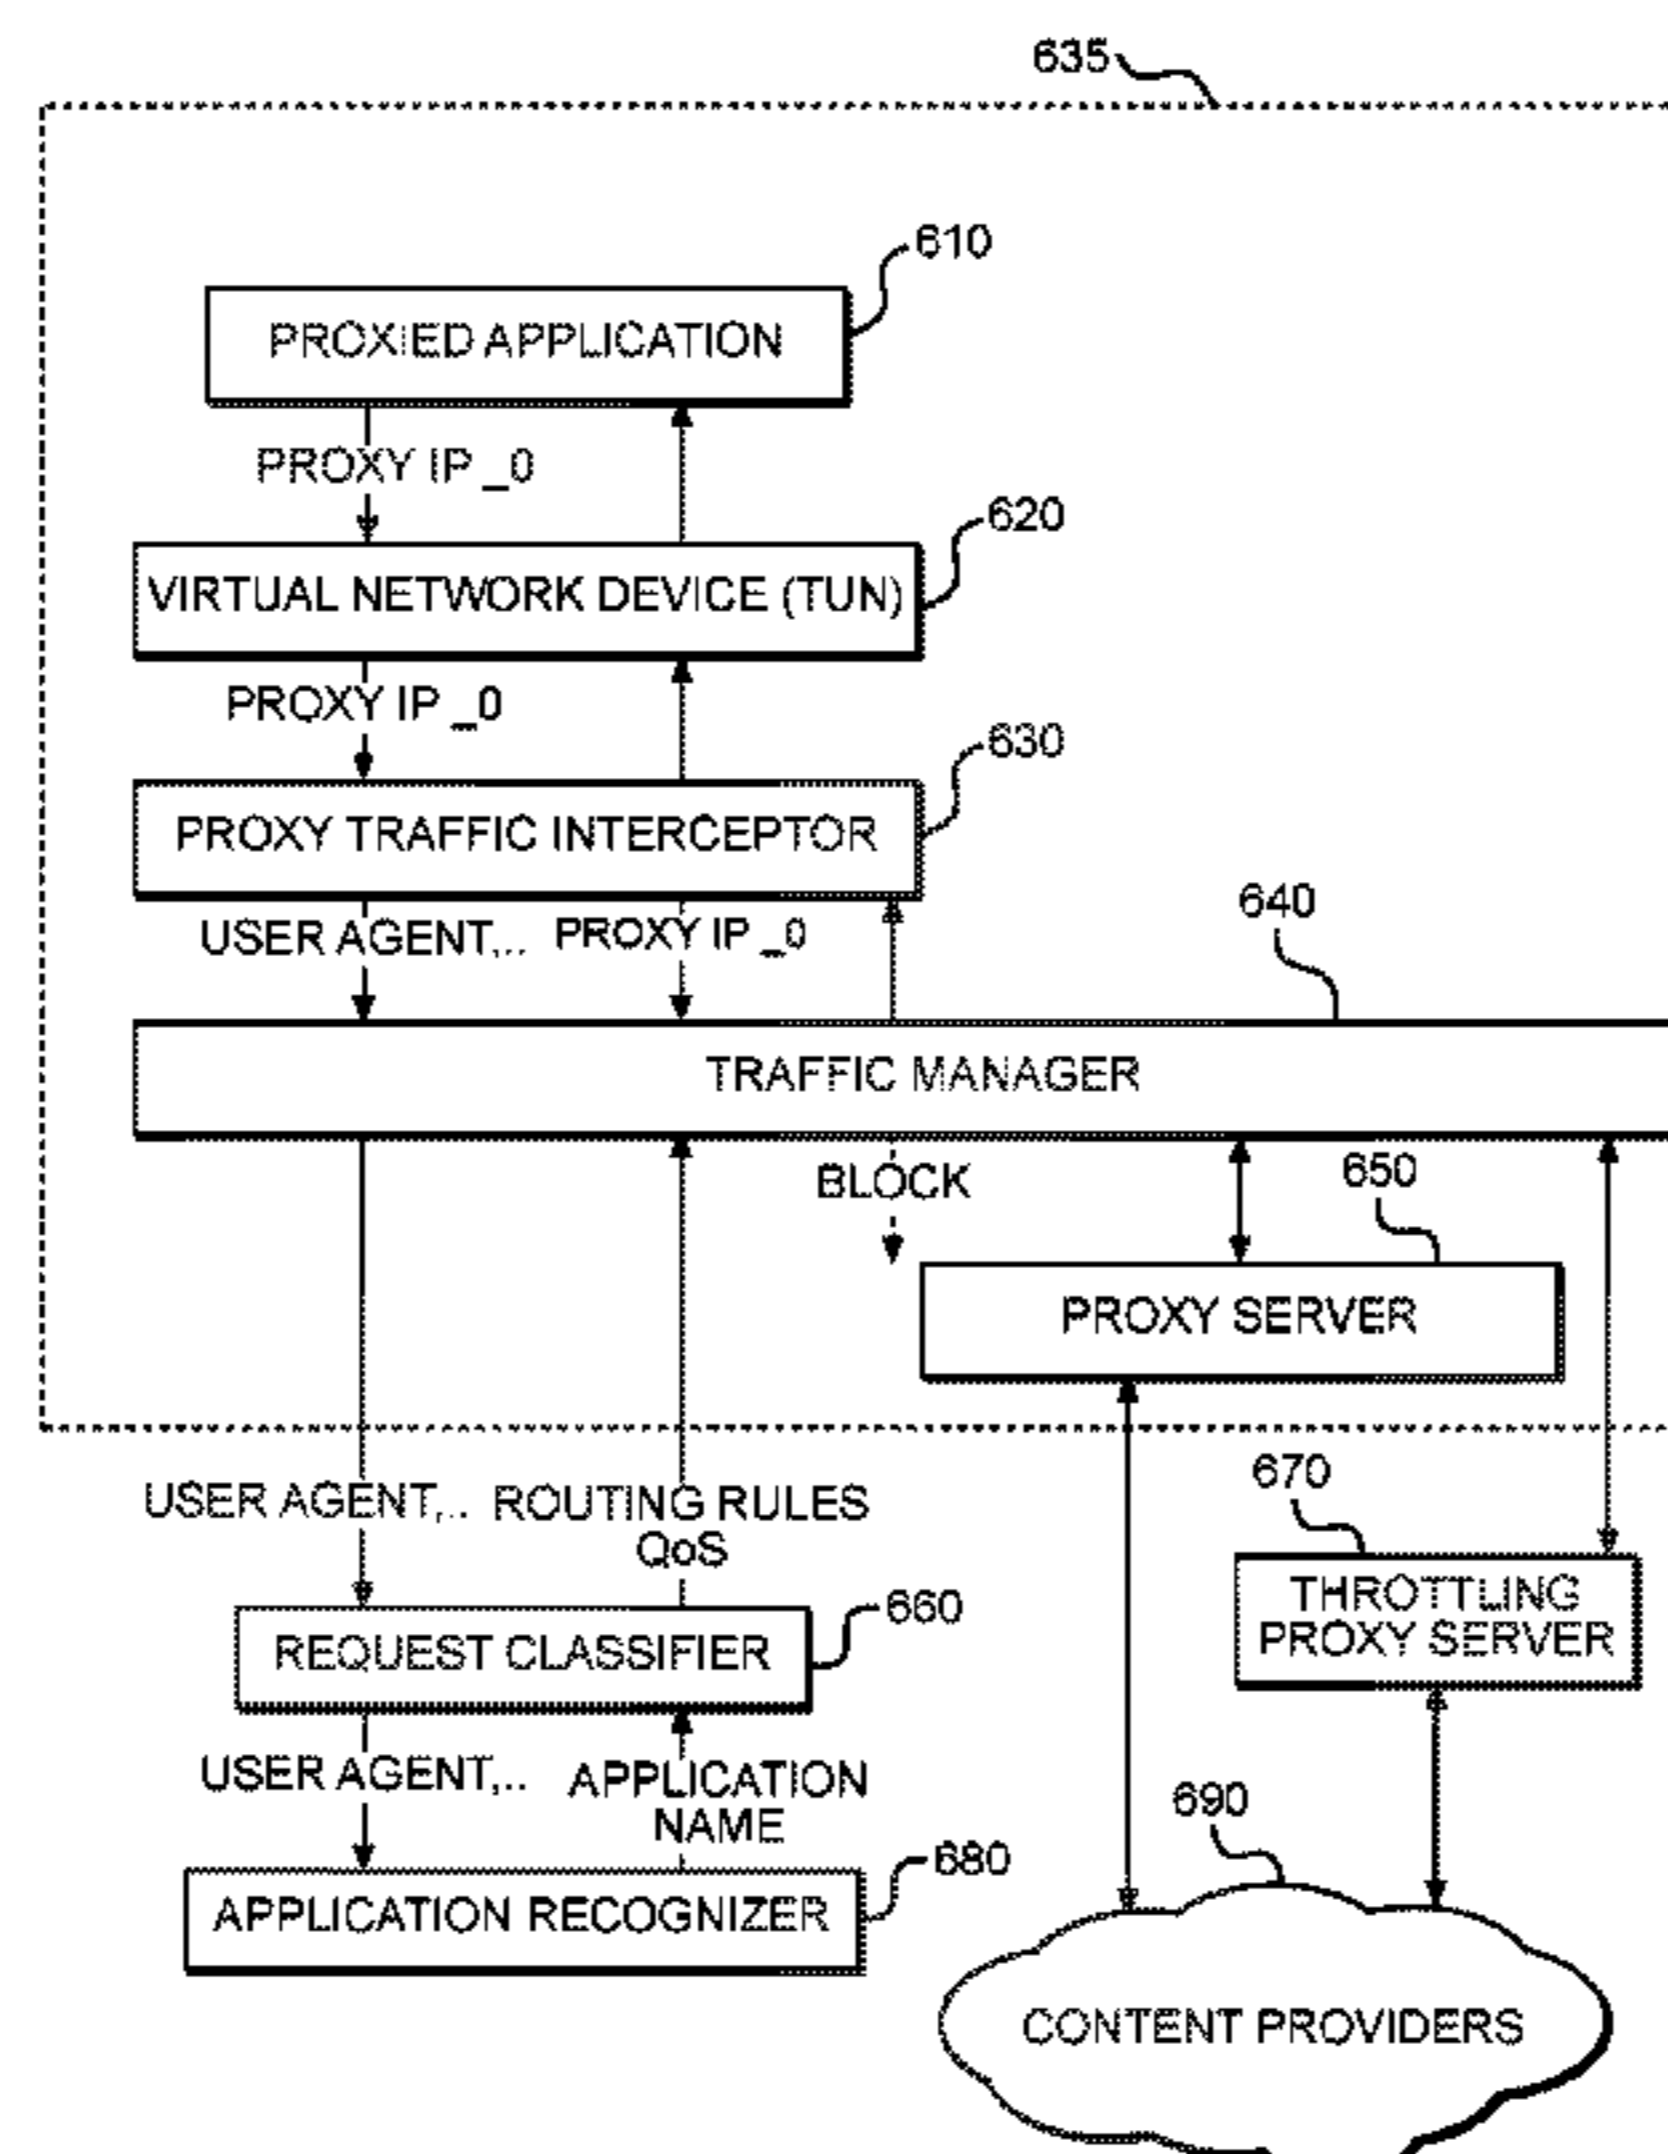 635
610
PROXIED APPLICATION
PROXY IP _0
620
VIRTUAL NETWORK DEVICE (TUN)
PROXY IP _0
630
PROXY TRAFFIC INTERCEPTOR
USER AGENT,.. PROXY IP _0
640
TRAFFIC MANAGER
BLOCK
650
PROXY SERVER
670
USER AGENT,.. ROUTING RULES
QoS
THROTTLING
PROXY SERVER
660
REQUEST CLASSIFIER
USER AGENT,.. APPLICATION
NAME
690
680
APPLICATION RECOGNIZER
CONTENT PROVIDERS